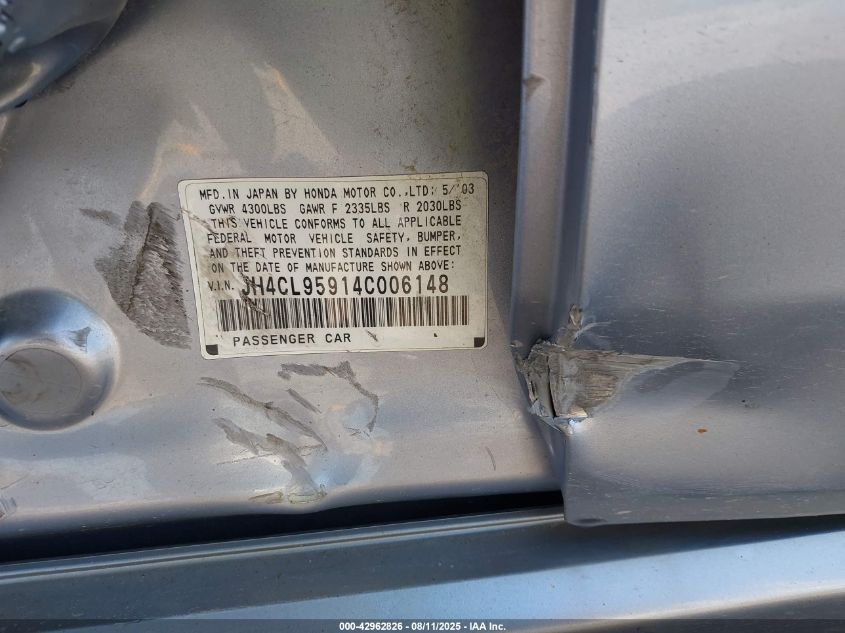 MFD. IN JAPAN BY HONDA MOTOR CO.,LTD: 5/'03
GVWR 4300LBS GAWR F 2335LBS R 2030LBS
THIS VEHICLE CONFORMS TO ALL APPLICABLE
FEDERAL MOTOR VEHICLE SAFETY, BUMPER,
AND THEFT PREVENTION STANDARDS IN EFFECT
ON THE DATE OF MANUFACTURE SHOWN ABOVE:
V.I.N. JH4CL95914C006148
PASSENGER CAR
000-42962826 - 08/11/2025 - IAA Inc.